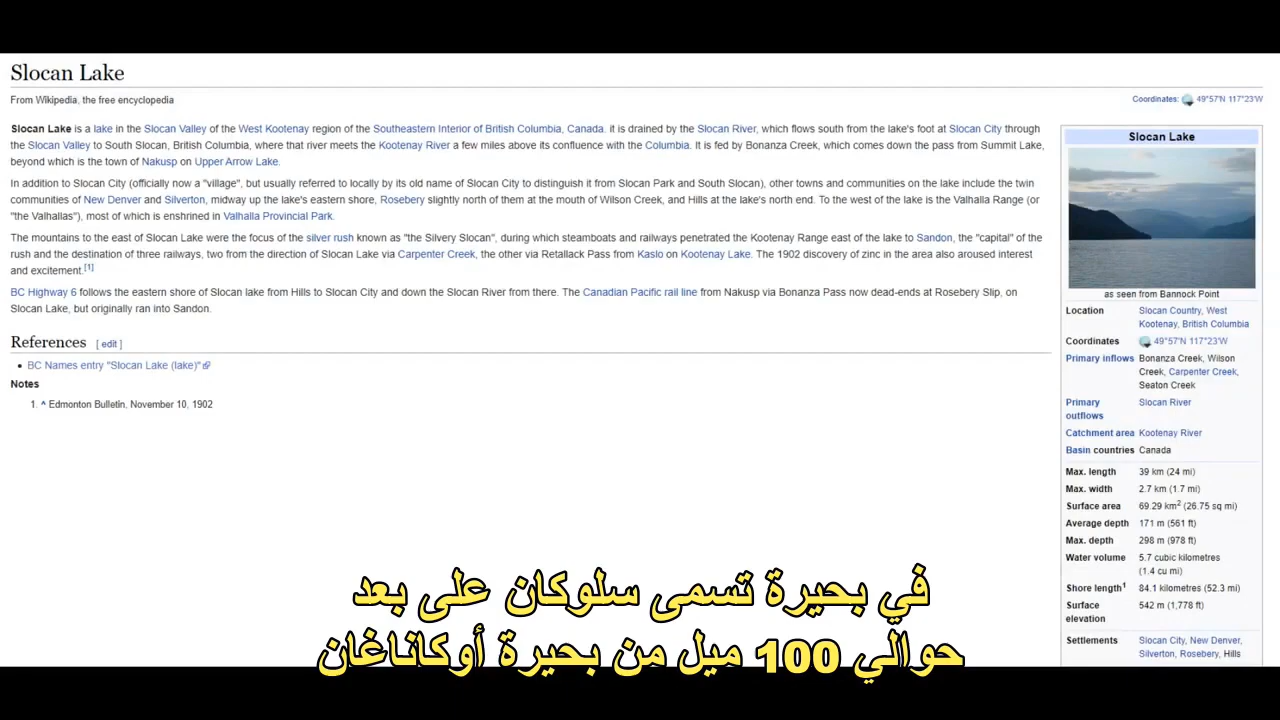 Slocan Lake
From Wikipedia, the free encyclopedia
Coordinates: 49°57′N 117°23′W
Slocan Lake is a lake in the Slocan Valley of the West Kootenay region of the Southeastern Interior of British Columbia, Canada. it is drained by the Slocan River, which flows south from the lake's foot at Slocan City through
the Slocan Valley to South Slocan, British Columbia, where that river meets the Kootenay River a few miles above its confluence with the Columbia. It is fed by Bonanza Creek, which comes down the pass from Summit Lake,
beyond which is the town of Nakusp on Upper Arrow Lake.
In addition to Slocan City (officially now a "village", but usually referred to locally by its old name of Slocan City to distinguish it from Slocan Park and South Slocan), other towns and communities on the lake include the twin
communities of New Denver and Silverton, midway up the lake's eastern shore, Rosebery slightly north of them at the mouth of Wilson Creek, and Hills at the lake's north end. To the west of the lake is the Valhalla Range (or
"the Valhallas"), most of which is enshrined in Valhalla Provincial Park.
The mountains to the east of Slocan Lake were the focus of the silver rush known as "the Silvery Slocan", during which steamboats and railways penetrated the Kootenay Range east of the lake to Sandon, the "capital" of the
rush and the destination of three railways, two from the direction of Slocan Lake via Carpenter Creek, the other via Retallack Pass from Kaslo on Kootenay Lake. The 1902 discovery of zinc in the area also aroused interest
and excitement.[1]
BC Highway 6 follows the eastern shore of Slocan lake from Hills to Slocan City and down the Slocan River from there. The Canadian Pacific rail line from Nakusp via Bonanza Pass now dead-ends at Rosebery Slip, on
Slocan Lake, but originally ran into Sandon.
References [ edit ]
• BC Names entry "Slocan Lake (lake)"
Notes
1. ^ Edmonton Bulletin, November 10, 1902
Slocan Lake
as seen from Bannock Point
Location Slocan Country, West
Kootenay, British Columbia
Coordinates 49°57′N 117°23′W
Primary inflows Bonanza Creek, Wilson
Creek, Carpenter Creek,
Seaton Creek
Primary Slocan River
outflows
Catchment area Kootenay River
Basin countries Canada
Max. length 39 km (24 mi)
Max. width 2.7 km (1.7 mi)
Surface area 69.29 km2 (26.75 sq mi)
Average depth 171 m (561 ft)
Max. depth 298 m (978 ft)
Water volume 5.7 cubic kilometres
(1.4 cu mi)
Shore length1 84.1 kilometres (52.3 mi)
Surface 542 m (1,778 ft)
elevation
Settlements Slocan City, New Denver,
Silverton, Rosebery, Hills
في بحيرة تسمى سلوكان على بعد
حوالي 100 ميل من بحيرة أوكاناغان